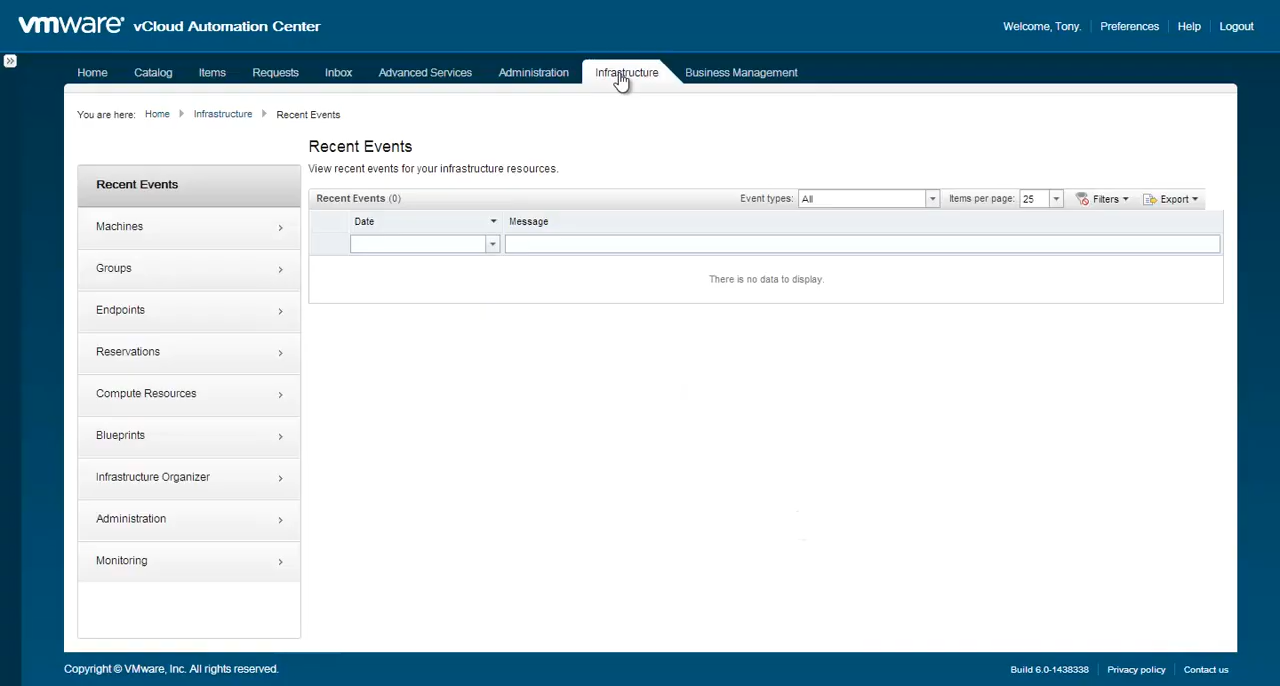 vmware® vCloud Automation Center
Welcome, Tony. Preferences Help Logout
Home Catalog Items Requests Inbox Advanced Services Administration Infrastructure Business Management
You are here: Home Infrastructure Recent Events
Recent Events
View recent events for your infrastructure resources.
Recent Events
Machines
Groups
Endpoints
Reservations
Compute Resources
Blueprints
Infrastructure Organizer
Administration
Monitoring
Recent Events (0) Event types: All Items per page: 25 Filters Export
Date Message
There is no data to display.
Copyright © VMware, Inc. All rights reserved.
Build 6.0-1438338 Privacy policy Contact us